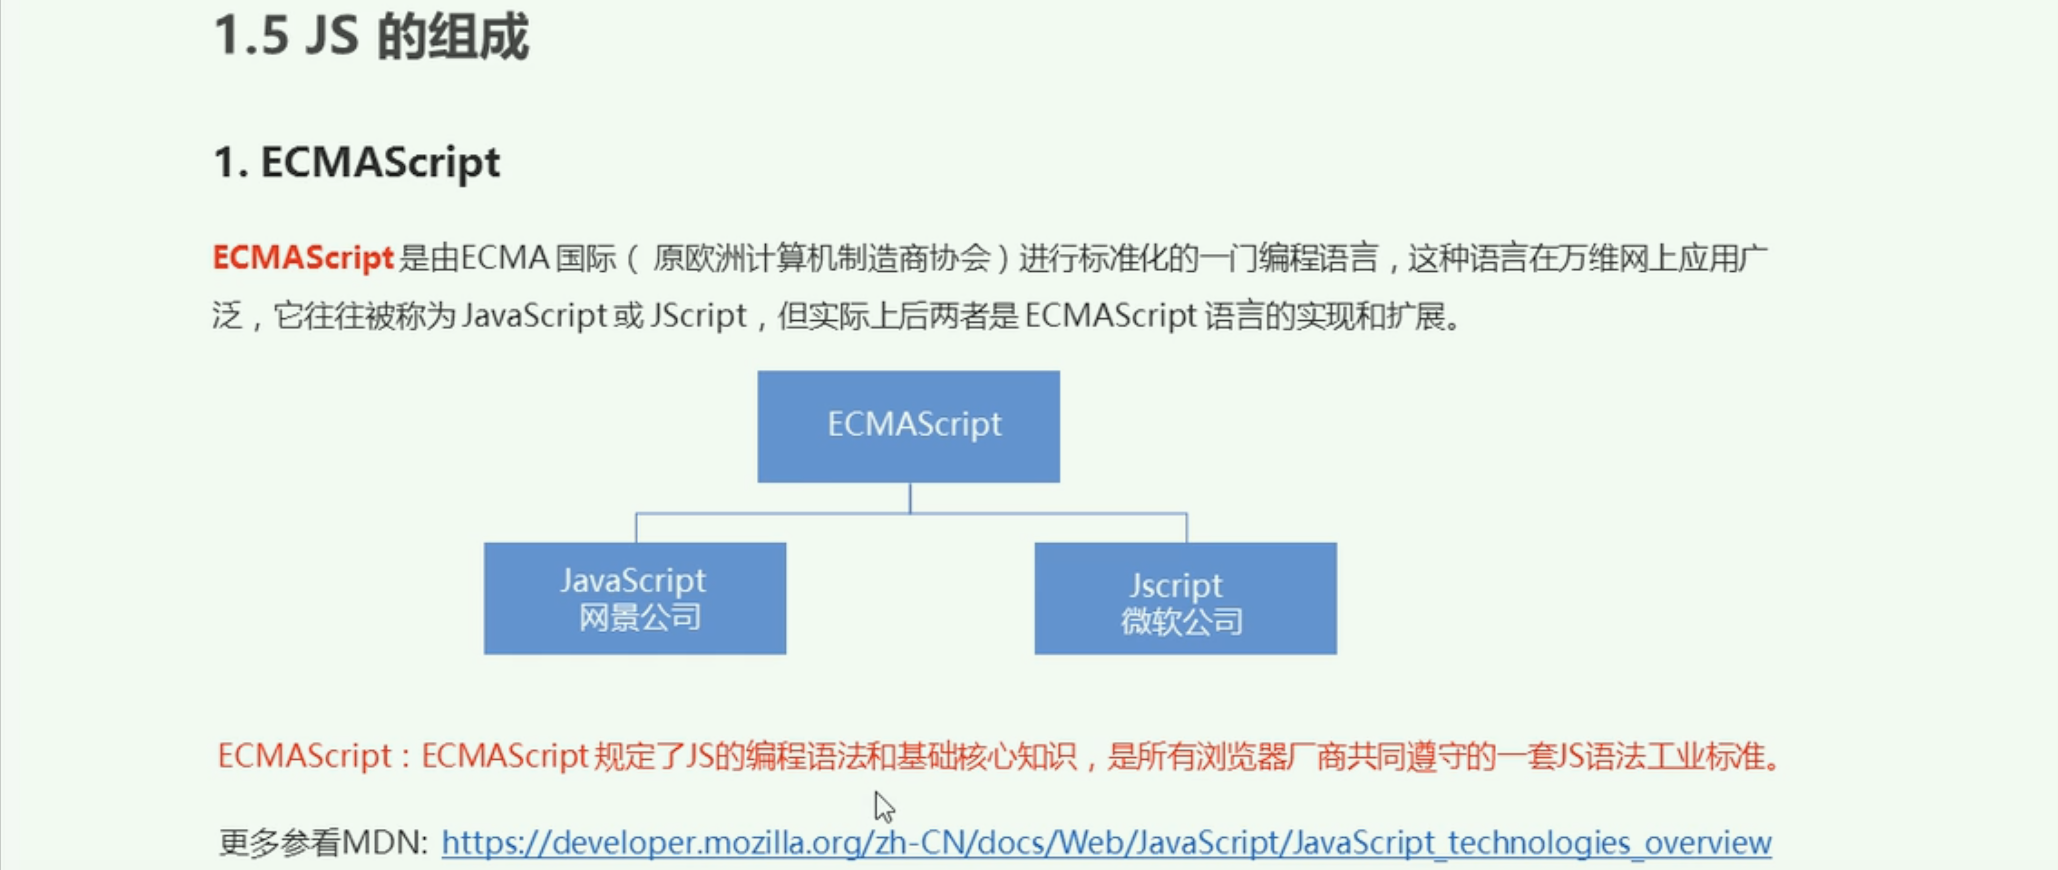 1.5 JS 的组成
1. ECMAScript
ECMAScript 是由ECMA 国际（ 原欧洲计算机制造商协会）进行标准化的一门编程语言，这种语言在万维网上应用广
泛，它往往被称为 JavaScript 或 JScript，但实际上后两者是 ECMAScript 语言的实现和扩展。
ECMAScript
JavaScript
网景公司
Jscript
微软公司
ECMAScript：ECMAScript 规定了JS的编程语法和基础核心知识，是所有浏览器厂商共同遵守的一套JS语法工业标准。
更多参看MDN: https://developer.mozilla.org/zh-CN/docs/Web/JavaScript/JavaScript_technologies_overview